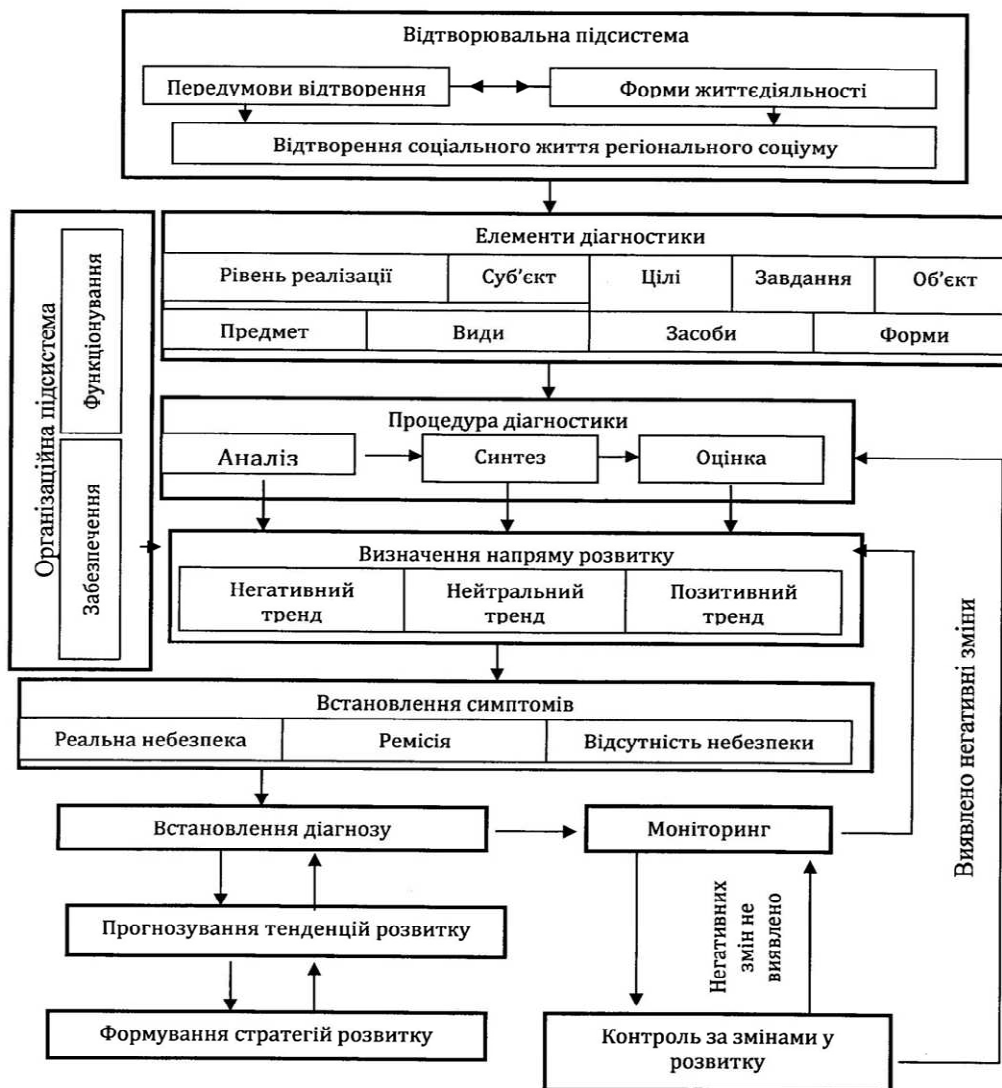 Відтворювальна підсистема
Передумови відтворення
Форми життєдіяльності
Відтворення соціального життя регіонального соціуму
Організаційна підсистема
Функціонування
Забезпечення
Елементи діагностики
Рівень реалізації
Суб’єкт
Цілі
Завдання
Об’єкт
Предмет
Види
Засоби
Форми
Процедура діагностики
Аналіз
Синтез
Оцінка
Визначення напряму розвитку
Негативний
тренд
Нейтральний
тренд
Позитивний
тренд
Встановлення симптомів
Реальна небезпека
Ремісія
Відсутність небезпеки
Встановлення діагнозу
Моніторинг
Виявлено негативні зміни
Прогнозування тенденцій розвитку
Негативних
змін не
виявлено
Формування стратегій розвитку
Контроль за змінами у
розвитку